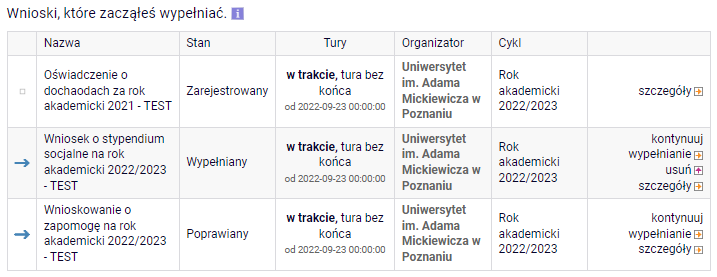 Wnioski, które zacząłeś wypełniać. i
Nazwa Stan Tury Organizator Cykl
Oświadczenie o
dochaodach za rok
akademicki 2021 - TEST
Zarejestrowany
w trakcie, tura bez
końca
od 2022-09-23 00:00:00
Uniwersytet
im. Adama
Mickiewicza w
Poznaniu
Rok
akademicki
2022/2023
szczegóły
Wniosek o stypendium
socjalne na rok
akademicki 2022/2023
- TEST
Wypełniany
w trakcie, tura bez
końca
od 2022-09-23 00:00:00
Uniwersytet
im. Adama
Mickiewicza w
Poznaniu
Rok
akademicki
2022/2023
kontynuuj
wypełnianie
usuń
szczegóły
Wnioskowanie o
zapomogę na rok
akademicki 2022/2023
- TEST
Poprawiany
w trakcie, tura bez
końca
od 2022-09-23 00:00:00
Uniwersytet
im. Adama
Mickiewicza w
Poznaniu
Rok
akademicki
2022/2023
kontynuuj
wypełnianie
szczegóły